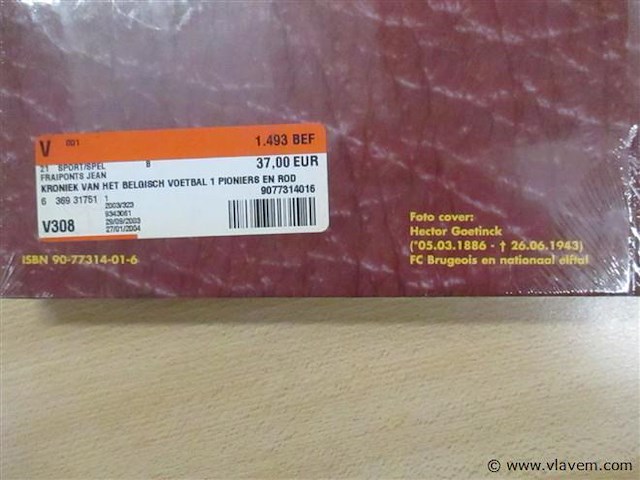 V 001 1.493 BEF
21 SPORT/SPEL B 37,00 EUR
FRAIPONTS JEAN
KRONIEK VAN HET BELGISCH VOETBAL 1 PIONIERS EN ROD
9077314016
6 369 31751 1
2003/323
9343061
29/09/2003
V308 27/01/2004
ISBN 90-77314-01-6
Foto cover:
Hector Goetinck
(°05.03.1886 - † 26.06.1943)
FC Brugeois en nationaal elftal
© www.vlavem.com